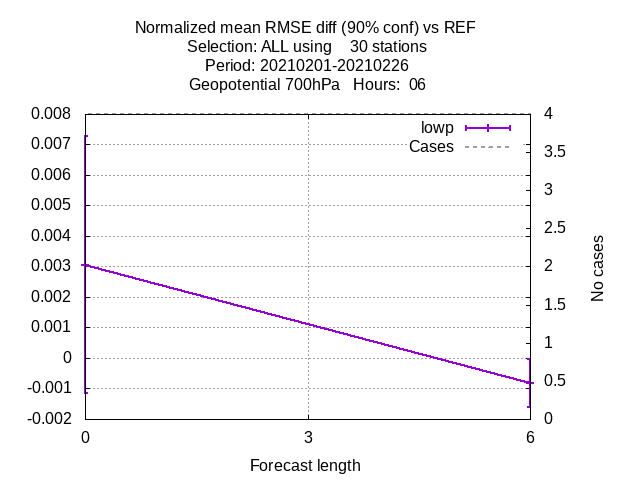 Normalized mean RMSE diff (90% conf) vs REF
Selection: ALL using    30 stations
Period: 20210201-20210226
Geopotential 700hPa   Hours:  06
0.008
0.007
0.006
0.005
0.004
0.003
0.002
0.001
0
-0.001
-0.002
lowp
Cases
4
3.5
3
2.5
2
1.5
1
0.5
0
No cases
0
3
6
Forecast length